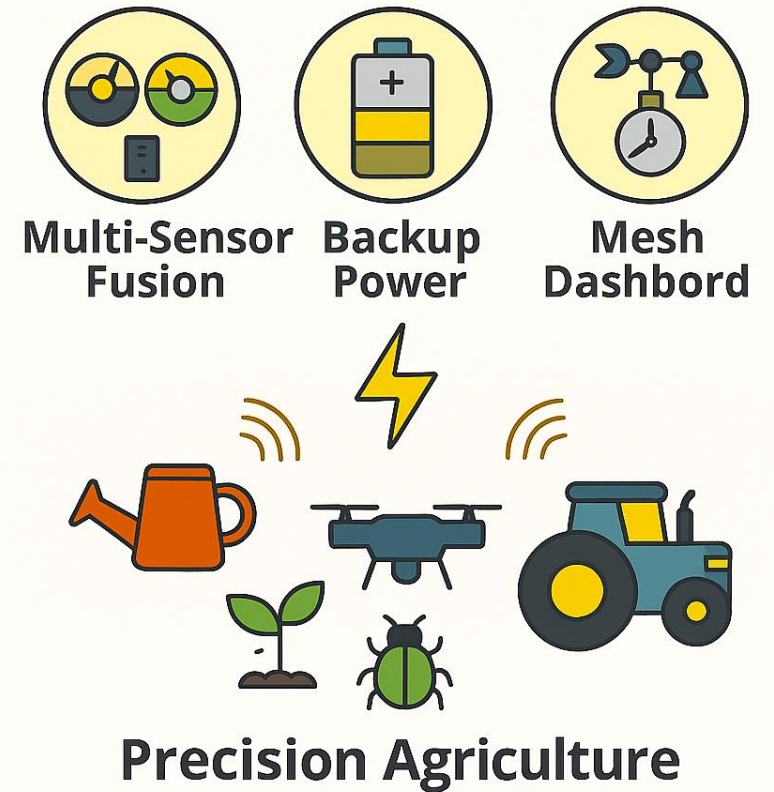 Multi-Sensor
Fusion
Backup
Power
Mesh
Dashbord
Precision Agriculture